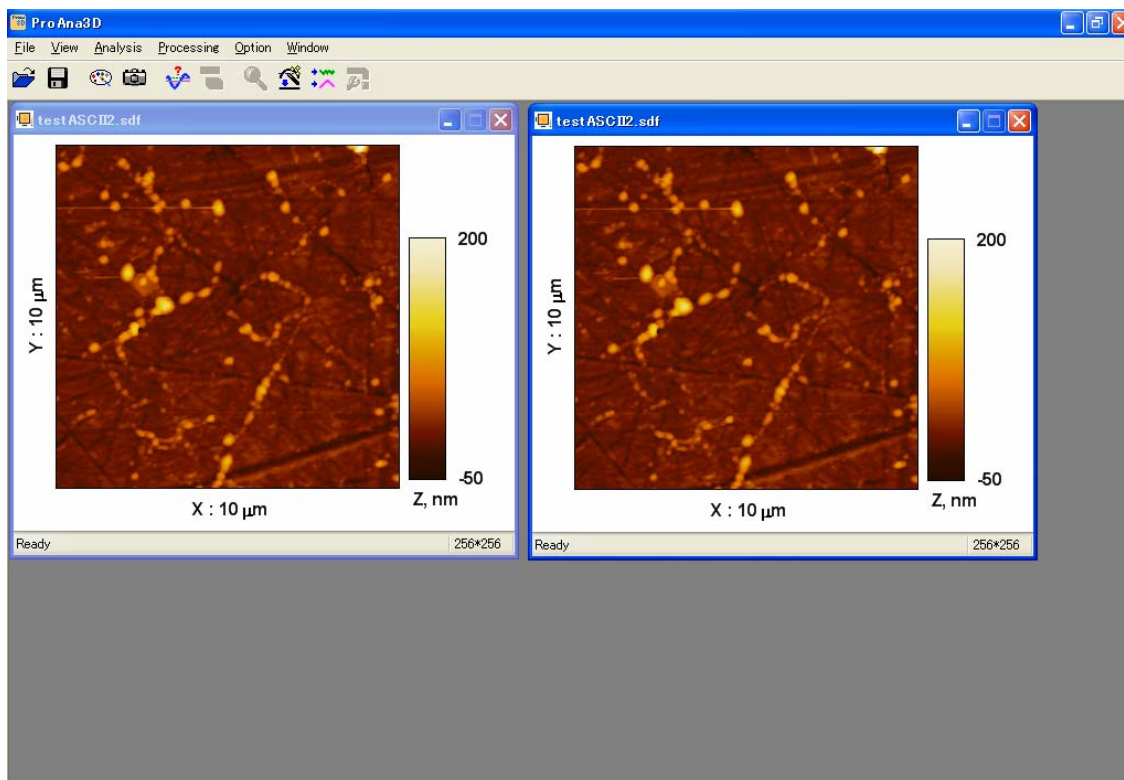 ProAna3D
File View Analysis Processing Option Window
testASCII2.sdf
200
-50
Z, nm
Y : 10 μm
X : 10 μm
Ready 256*256
testASCII2.sdf
200
-50
Z, nm
Y : 10 μm
X : 10 μm
Ready 256*256